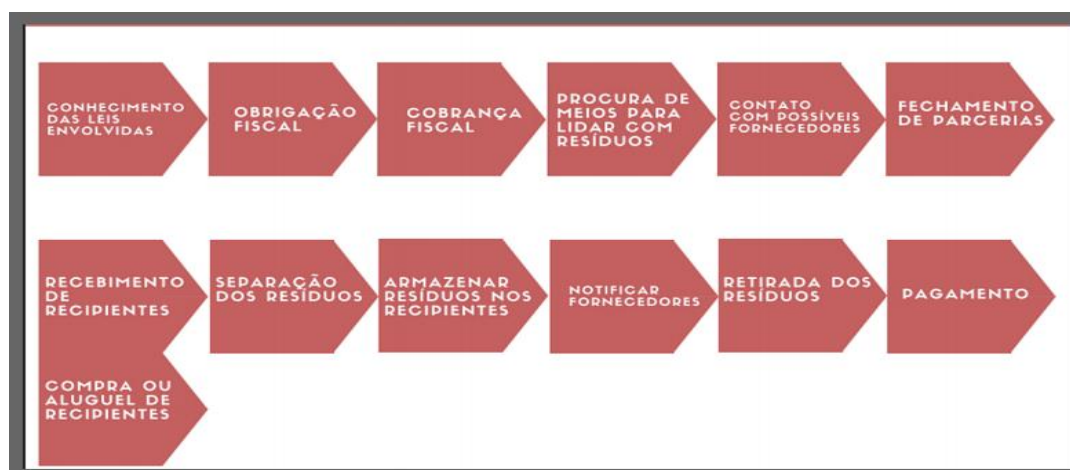 CONHECIMENTO
DAS LEIS
ENVOLVIDAS
OBRIGAÇÃO
FISCAL
COBRANÇA
FISCAL
PROCURA DE
MEIOS PARA
LIDAR COM
RESÍDUOS
CONTATO
COM POSSÍVEIS
FORNECEDORES
FECHAMENTO
DE PARCERIAS
RECEBIMENTO
DE
RECIPIENTES
SEPARAÇÃO
DOS RESÍDUOS
ARMAZENAR
RESÍDUOS NOS
RECIPIENTES
NOTIFICAR
FORNECEDORES
RETIRADA DOS
RESÍDUOS
PAGAMENTO
COMPRA OU
ALUGUEL DE
RECIPIENTES